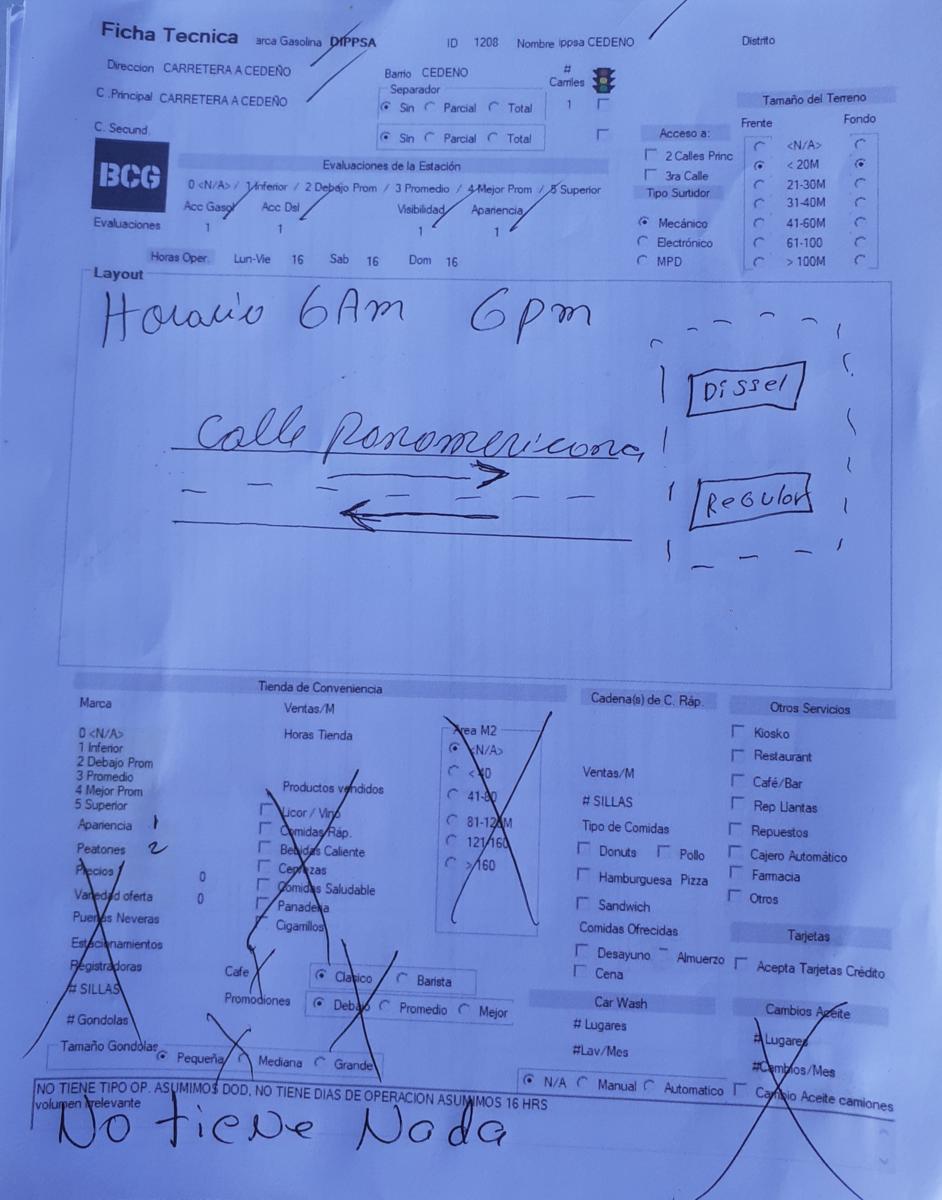 Ficha Tecnica arca Gasolina DIPPSA ID 1208 Nombre ippsa CEDENO Distrito
Direccion CARRETERA A CEDEÑO Barrio CEDENO # Carriles
C .Principal CARRETERA A CEDEÑO Separador
Sin Parcial Total 1
C. Secund. Sin Parcial Total
Acceso a:
2 Calles Princ
3ra Calle
Tipo Surtidor
Mecánico
Electrónico
MPD
Tamaño del Terreno
Frente Fondo
<N/A>
< 20M
21-30M
31-40M
41-60M
61-100
> 100M
BCG
Evaluaciones de la Estación
0 <N/A> / 1 Inferior / 2 Debajo Prom / 3 Promedio / 4 Mejor Prom / 5 Superior
Acc Gasol Acc Dsl Visibilidad Apariencia
Evaluaciones 1 1 1 1
Horas Oper. Lun-Vie 16 Sab 16 Dom 16
Layout
Horario 6Am 6pm
Dissel
Calle Panamericana
Regular
Tienda de Conveniencia
Marca
0 <N/A>
1 Inferior
2 Debajo Prom
3 Promedio
4 Mejor Prom
5 Superior
Apariencia 1
Peatones 2
Precios 0
Variedad oferta 0
Puertas Neveras
Estacionamientos
Registradoras
# SILLAS
# Gondolas
Ventas/M
Horas Tienda
Productos vendidos
Licor / Vino
Comidas Ráp.
Bebidas Caliente
Cervezas
Comidas Saludable
Panaderia
Cigarrillos
Area M2
<N/A>
< 40
41-80
81-120M
121/160
> 160
Cafe Clasico Barista
Promociones Debajo Promedio Mejor
Tamaño Gondolas Pequeña Mediana Grande
Cadena(s) de C. Ráp.
Ventas/M
# SILLAS
Tipo de Comidas
Donuts Pollo
Hamburguesa Pizza
Sandwich
Comidas Ofrecidas
Desayuno Almuerzo
Cena
Car Wash
# Lugares
#Lav/Mes
N/A Manual Automatico
Otros Servicios
Kiosko
Restaurant
Café/Bar
Rep Llantas
Repuestos
Cajero Automático
Farmacia
Otros
Tarjetas
Acepta Tarjetas Crédito
Cambios Aceite
# Lugares
#Cambios/Mes
Cambio Aceite camiones
NO TIENE TIPO OP. ASUMIMOS DOD, NO TIENE DIAS DE OPERACION ASUMIMOS 16 HRS
volumen irrelevante
No tiene Nada